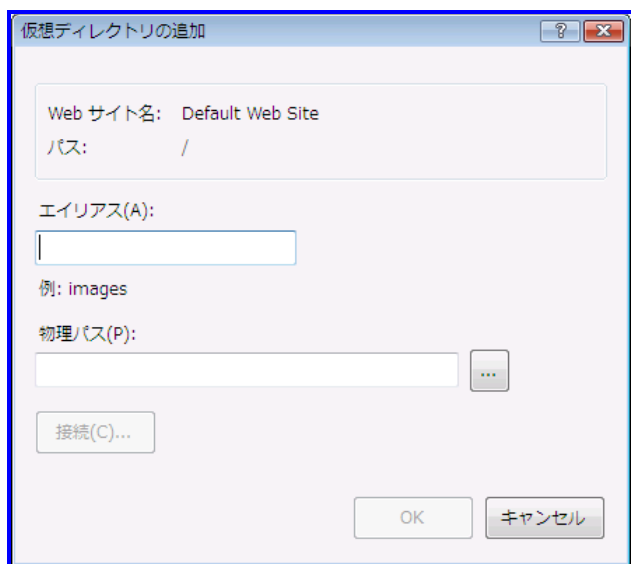 仮想ディレクトリの追加
Web サイト名: Default Web Site
パス: /
エイリアス(A):
例: images
物理パス(P):
...
接続(C)...
OK キャンセル